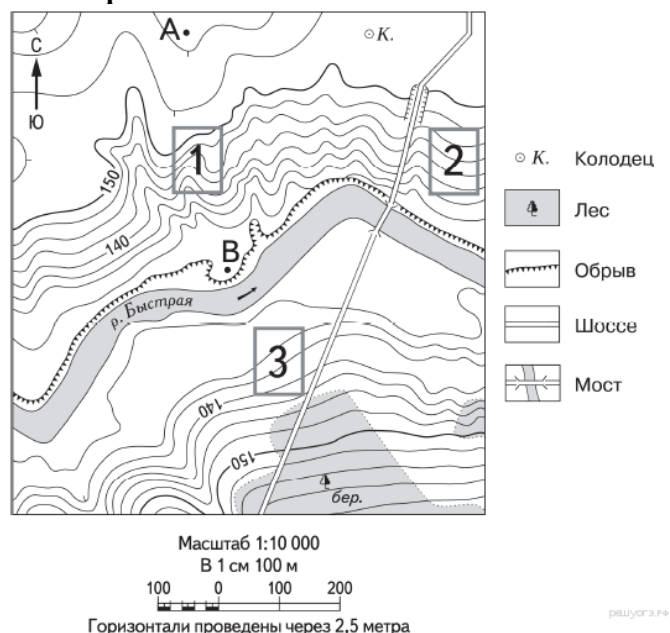 А
К.
С
Ю
1
2
150
140
В
р. Быстрая
3
140
150
бер.
К. Колодец
Лес
Обрыв
Шоссе
Мост
Масштаб 1:10 000
В 1 см 100 м
100 0 100 200
Горизонтали проведены через 2,5 метра
решуогэ.рф